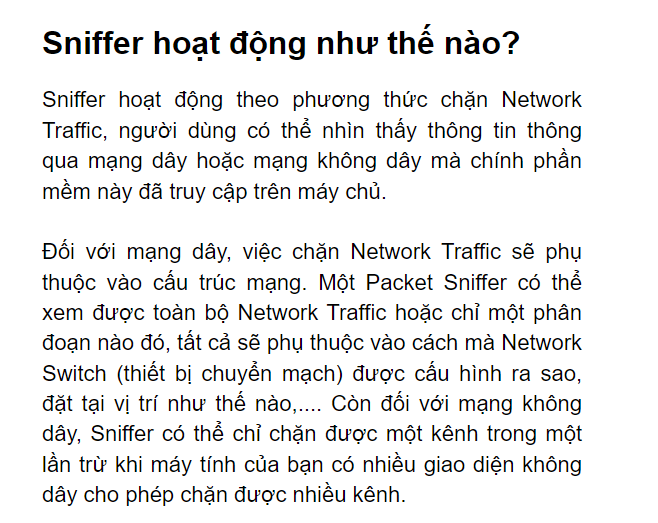 Sniffer hoạt động như thế nào?
Sniffer hoạt động theo phương thức chặn Network
Traffic, người dùng có thể nhìn thấy thông tin thông
qua mạng dây hoặc mạng không dây mà chính phần
mềm này đã truy cập trên máy chủ.
Đối với mạng dây, việc chặn Network Traffic sẽ phụ
thuộc vào cấu trúc mạng. Một Packet Sniffer có thể
xem được toàn bộ Network Traffic hoặc chỉ một phân
đoạn nào đó, tất cả sẽ phụ thuộc vào cách mà Network
Switch (thiết bị chuyển mạch) được cấu hình ra sao,
đặt tại vị trí như thế nào,.... Còn đối với mạng không
dây, Sniffer có thể chỉ chặn được một kênh trong một
lần trừ khi máy tính của bạn có nhiều giao diện không
dây cho phép chặn được nhiều kênh.